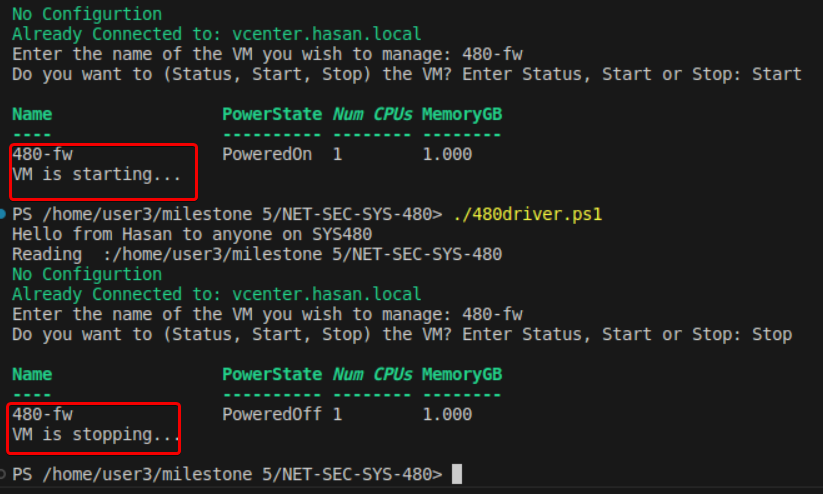 No Configurtion
Already Connected to: vcenter.hasan.local
Enter the name of the VM you wish to manage: 480-fw
Do you want to (Status, Start, Stop) the VM? Enter Status, Start or Stop: Start
Name PowerState Num CPUs MemoryGB
---- ---------- -------- --------
480-fw PoweredOn 1 1.000
VM is starting...
PS /home/user3/milestone 5/NET-SEC-SYS-480> ./480driver.ps1
Hello from Hasan to anyone on SYS480
Reading  :/home/user3/milestone 5/NET-SEC-SYS-480
No Configurtion
Already Connected to: vcenter.hasan.local
Enter the name of the VM you wish to manage: 480-fw
Do you want to (Status, Start, Stop) the VM? Enter Status, Start or Stop: Stop
Name PowerState Num CPUs MemoryGB
---- ---------- -------- --------
480-fw PoweredOff 1 1.000
VM is stopping...
PS /home/user3/milestone 5/NET-SEC-SYS-480>